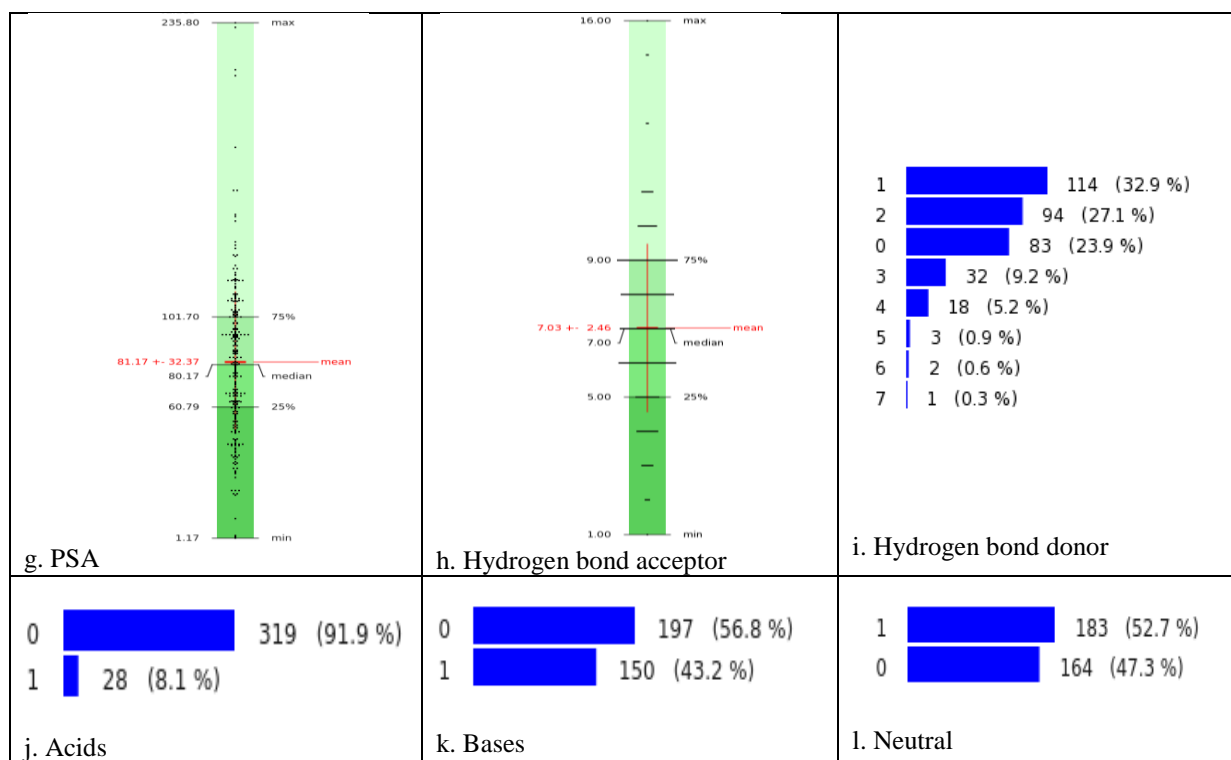 235.80 max
101.70 75%
81.17 +- 32.37 mean
80.17 median
60.79 25%
1.17 min
g. PSA
16.00 max
9.00 75%
7.03 +- 2.46 mean
7.00 median
5.00 25%
1.00 min
h. Hydrogen bond acceptor
1 114 (32.9 %)
2 94 (27.1 %)
0 83 (23.9 %)
3 32 (9.2 %)
4 18 (5.2 %)
5 3 (0.9 %)
6 2 (0.6 %)
7 1 (0.3 %)
i. Hydrogen bond donor
0 319 (91.9 %)
1 28 (8.1 %)
j. Acids
0 197 (56.8 %)
1 150 (43.2 %)
k. Bases
1 183 (52.7 %)
0 164 (47.3 %)
l. Neutral